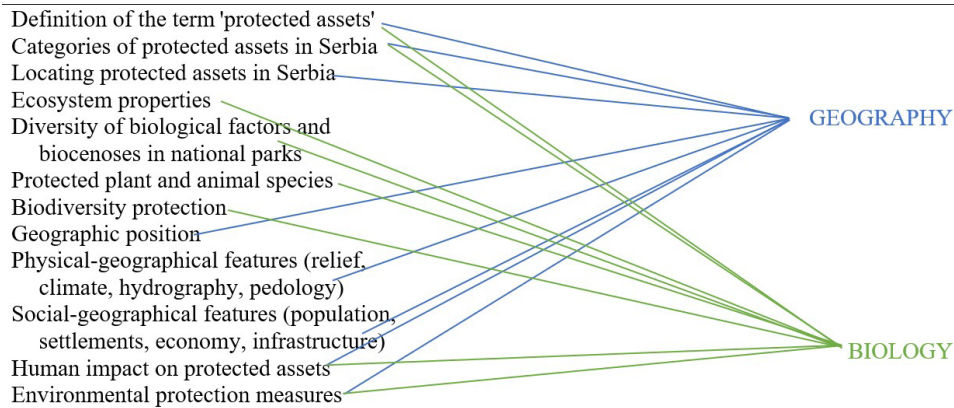 Definition of the term 'protected assets'
Categories of protected assets in Serbia
Locating protected assets in Serbia
Ecosystem properties
Diversity of biological factors and
biocenoses in national parks
Protected plant and animal species
Biodiversity protection
Geographic position
Physical-geographical features (relief,
climate, hydrography, pedology)
Social-geographical features (population,
settlements, economy, infrastructure)
Human impact on protected assets
Environmental protection measures
GEOGRAPHY
BIOLOGY